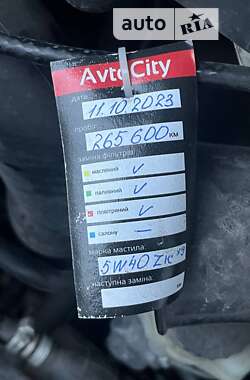 auto RIA
AvtoCity
дата
11.10.2023
пробіг
265 600 км
заміна фільтрів:
масляний ✓
паливний ✓
повітряний ✓
салону —
марка мастила:
5W40
наступна заміна:
км